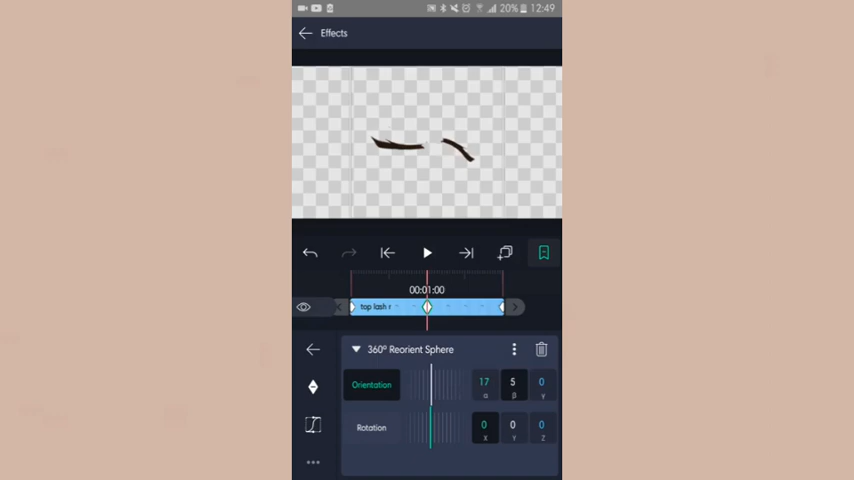 20% 12:49
Effects
00:01:00
top lash r
360° Reorient Sphere
Orientation 17 5 0
α β γ
Rotation 0 0 0
X Y Z